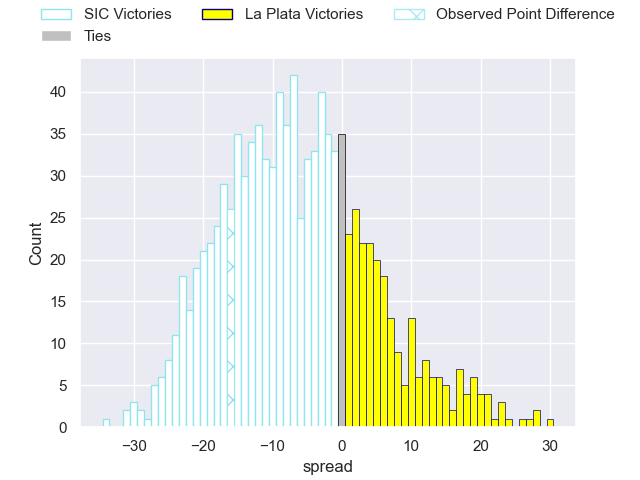 SIC Victories La Plata Victories Observed Point Difference
Ties
40
35
30
25
20
15
10
5
0
Count
−30 −20 −10 0 10 20 30
spread